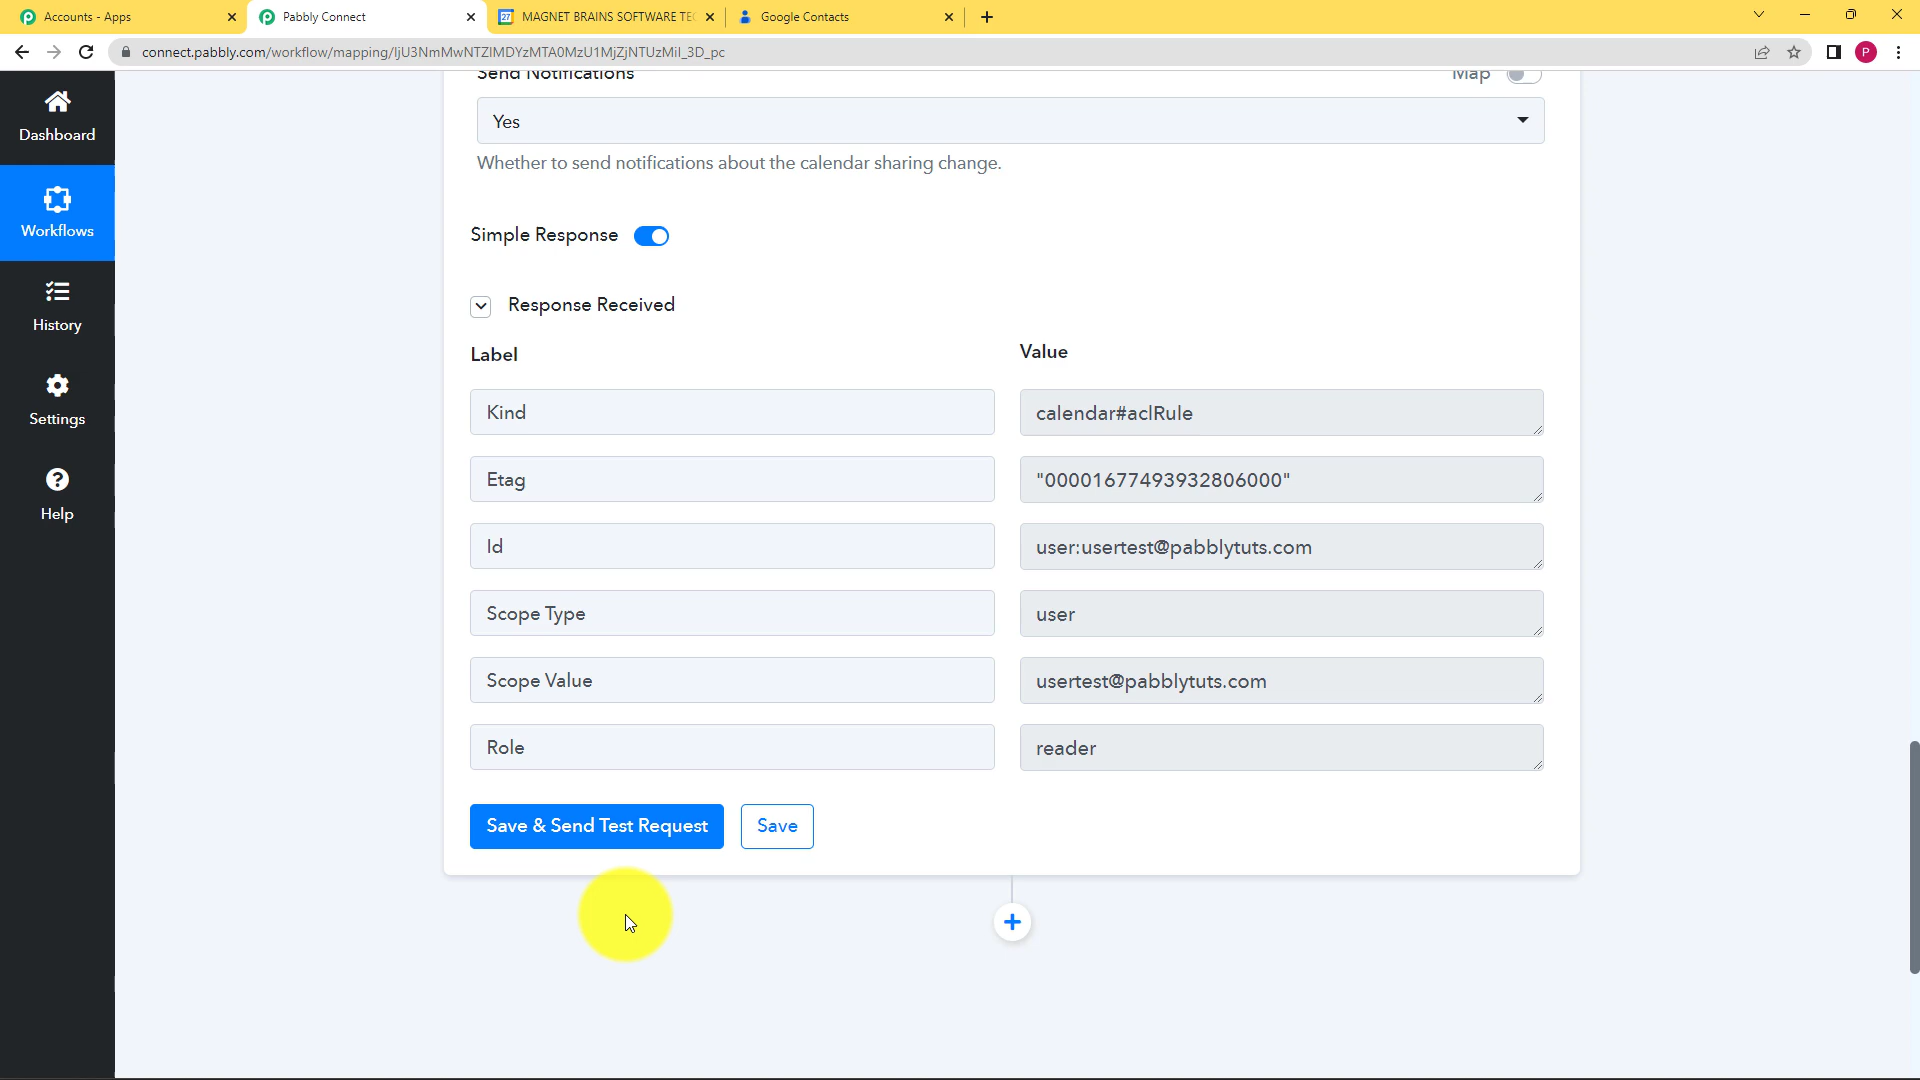 Accounts - Apps
Pabbly Connect
27
MAGNET BRAINS SOFTWARE TEC
Google Contacts
connect.pabbly.com/workflow/mapping/IjU3NmMwNTZlMDYzMTA0MzU1MjZjNTUzMiI_3D_pc
P
Dashboard
Workflows
History
Settings
Help
Send Notifications
Map
Yes
Whether to send notifications about the calendar sharing change.
Simple Response
Response Received
Label
Value
Kind
calendar#aclRule
Etag
"00001677493932806000"
Id
user:usertest@pabblytuts.com
Scope Type
user
Scope Value
usertest@pabblytuts.com
Role
reader
Save & Send Test Request
Save